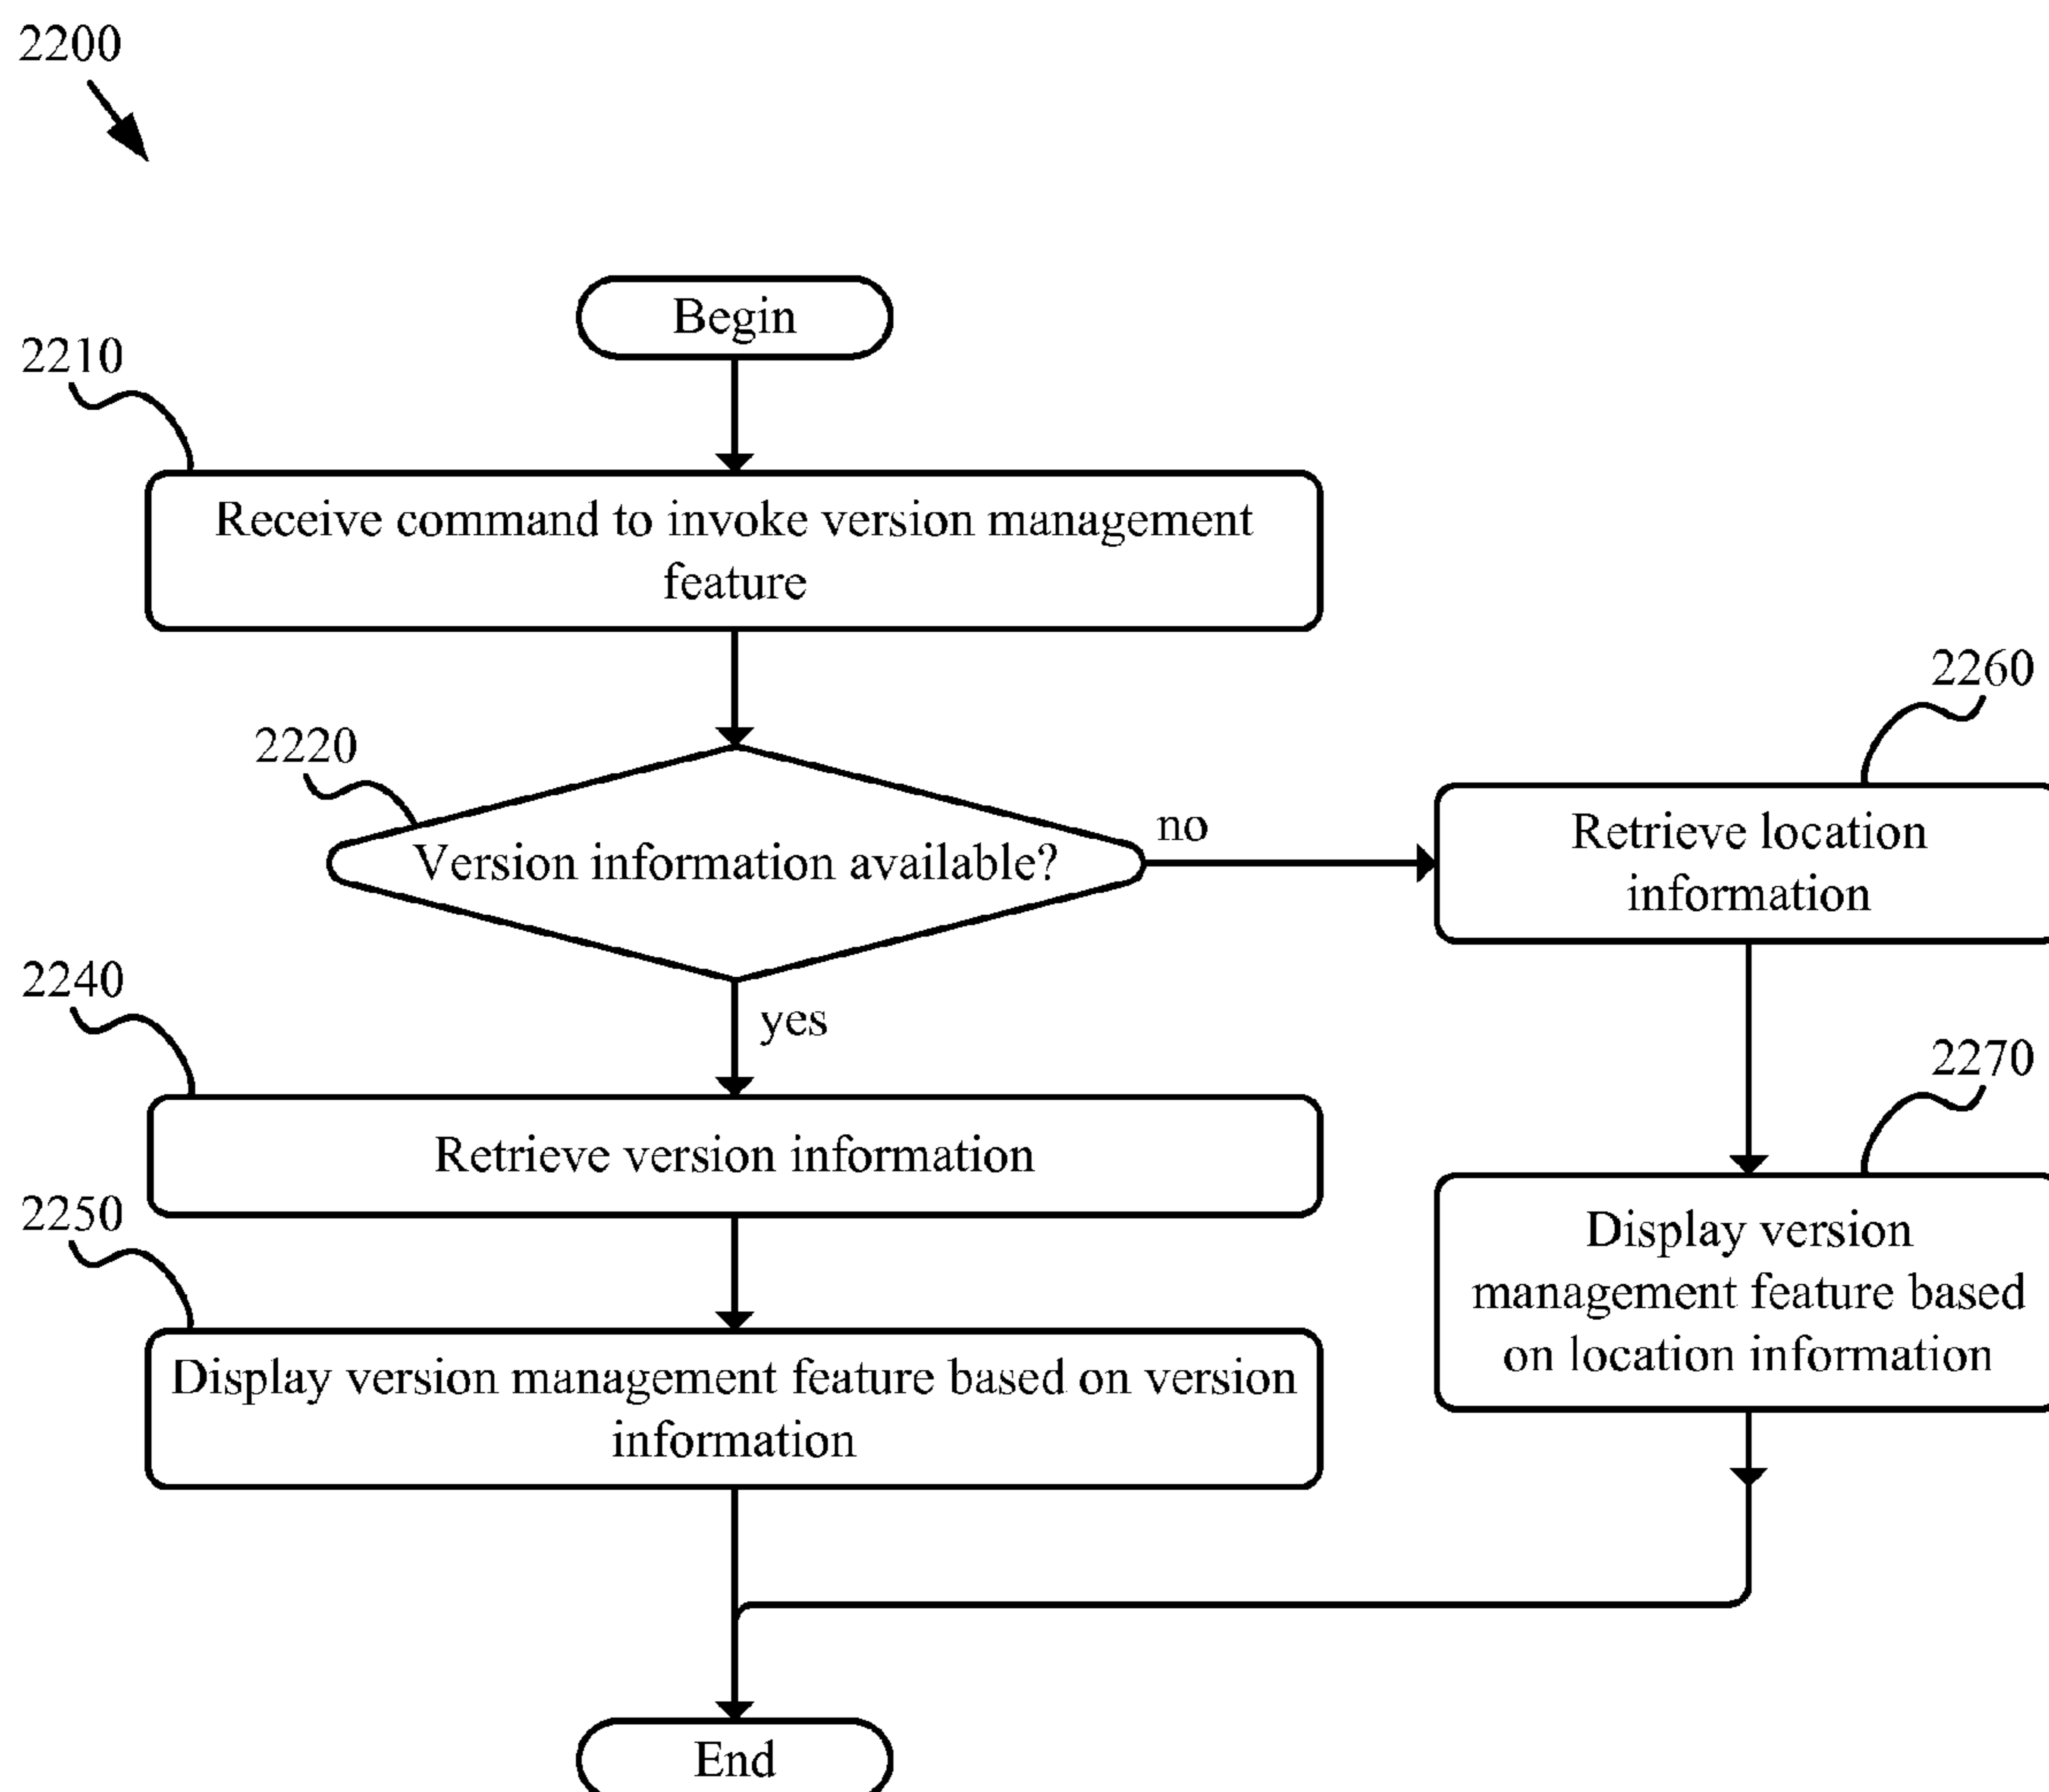 2200
Begin
2210
Receive command to invoke version management
feature
2220
Version information available?
no
2260
Retrieve location
information
yes
2240
Retrieve version information
2270
Display version
management feature based
on location information
2250
Display version management feature based on version
information
End